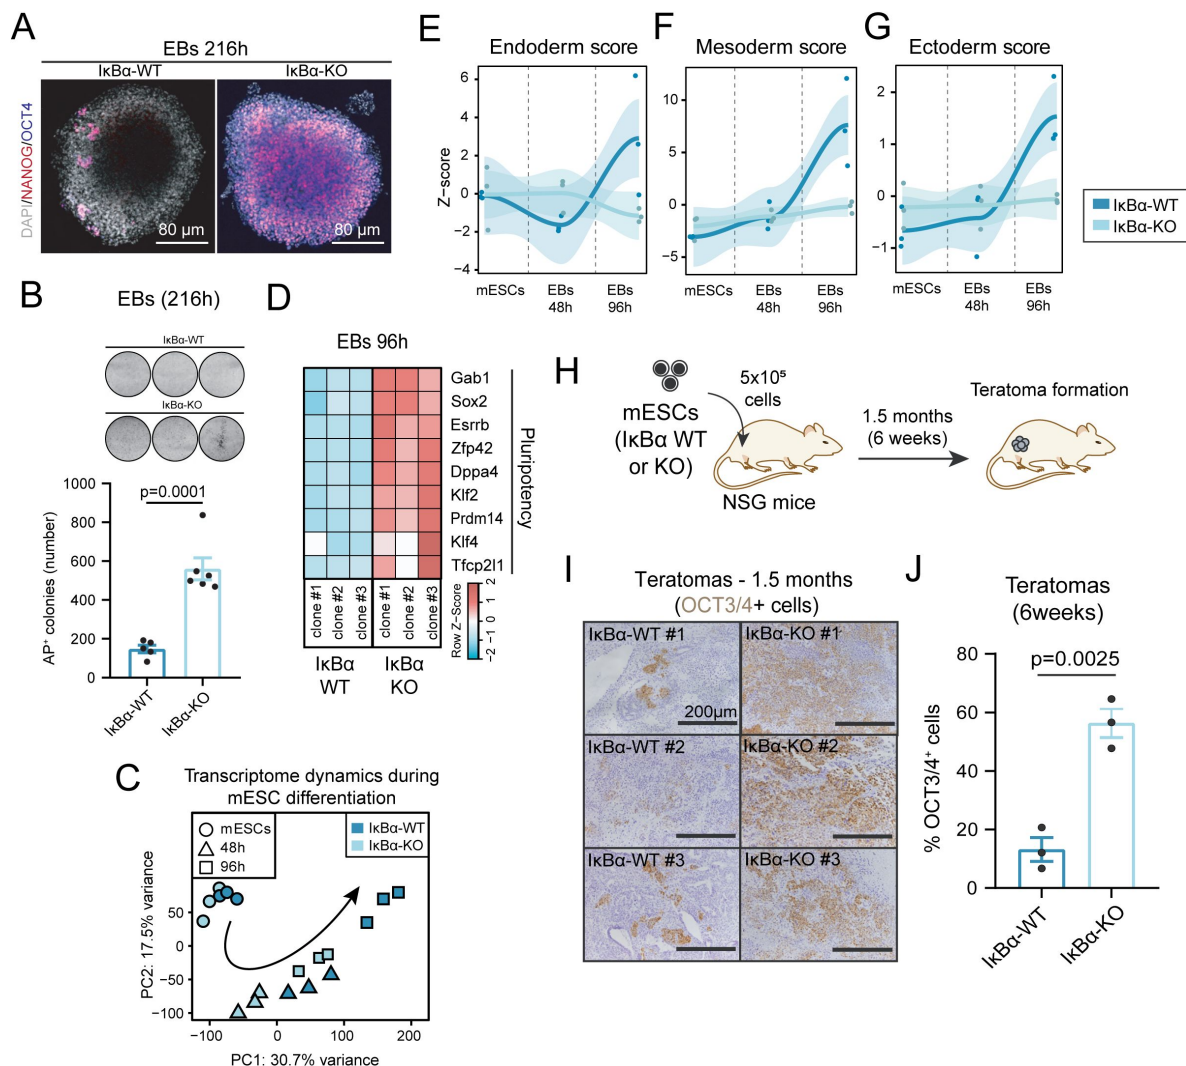 A
EBs 216h
IκBα-WT
IκBα-KO
DAPI/NANOG/OCT4
80 µm
80 µm
B
EBs (216h)
IκBα-WT
IκBα-KO
p=0.0001
AP⁺ colonies (number)
1000
800
600
400
200
0
IκBα-WT
IκBα-KO
C
Transcriptome dynamics during
mESC differentiation
mESCs
48h
96h
IκBα-WT
IκBα-KO
PC2: 17.5% variance
50
0
−50
−100
−100
0
100
200
PC1: 30.7% variance
D
EBs 96h
Gab1
Sox2
Esrrb
Zfp42
Dppa4
Klf2
Prdm14
Klf4
Tfcp2l1
Pluripotency
clone #1
clone #2
clone #3
clone #1
clone #2
clone #3
IκBα
WT
IκBα
KO
Row Z-Score
−2 −1 0 1 2
E
Endoderm score
Z−score
6
4
2
0
−2
−4
mESCs
EBs
48h
EBs
96h
F
Mesoderm score
10
5
0
−5
mESCs
EBs
48h
EBs
96h
G
Ectoderm score
2
1
0
−1
mESCs
EBs
48h
EBs
96h
IκBα-WT
IκBα-KO
H
mESCs
(IκBα WT
or KO)
5x10⁵
cells
NSG mice
1.5 months
(6 weeks)
Teratoma formation
I
Teratomas - 1.5 months
(OCT3/4+ cells)
IκBα-WT #1
IκBα-KO #1
200µm
IκBα-WT #2
IκBα-KO #2
IκBα-WT #3
IκBα-KO #3
J
Teratomas
(6weeks)
p=0.0025
% OCT3/4⁺ cells
80
60
40
20
0
IκBα-WT
IκBα-KO